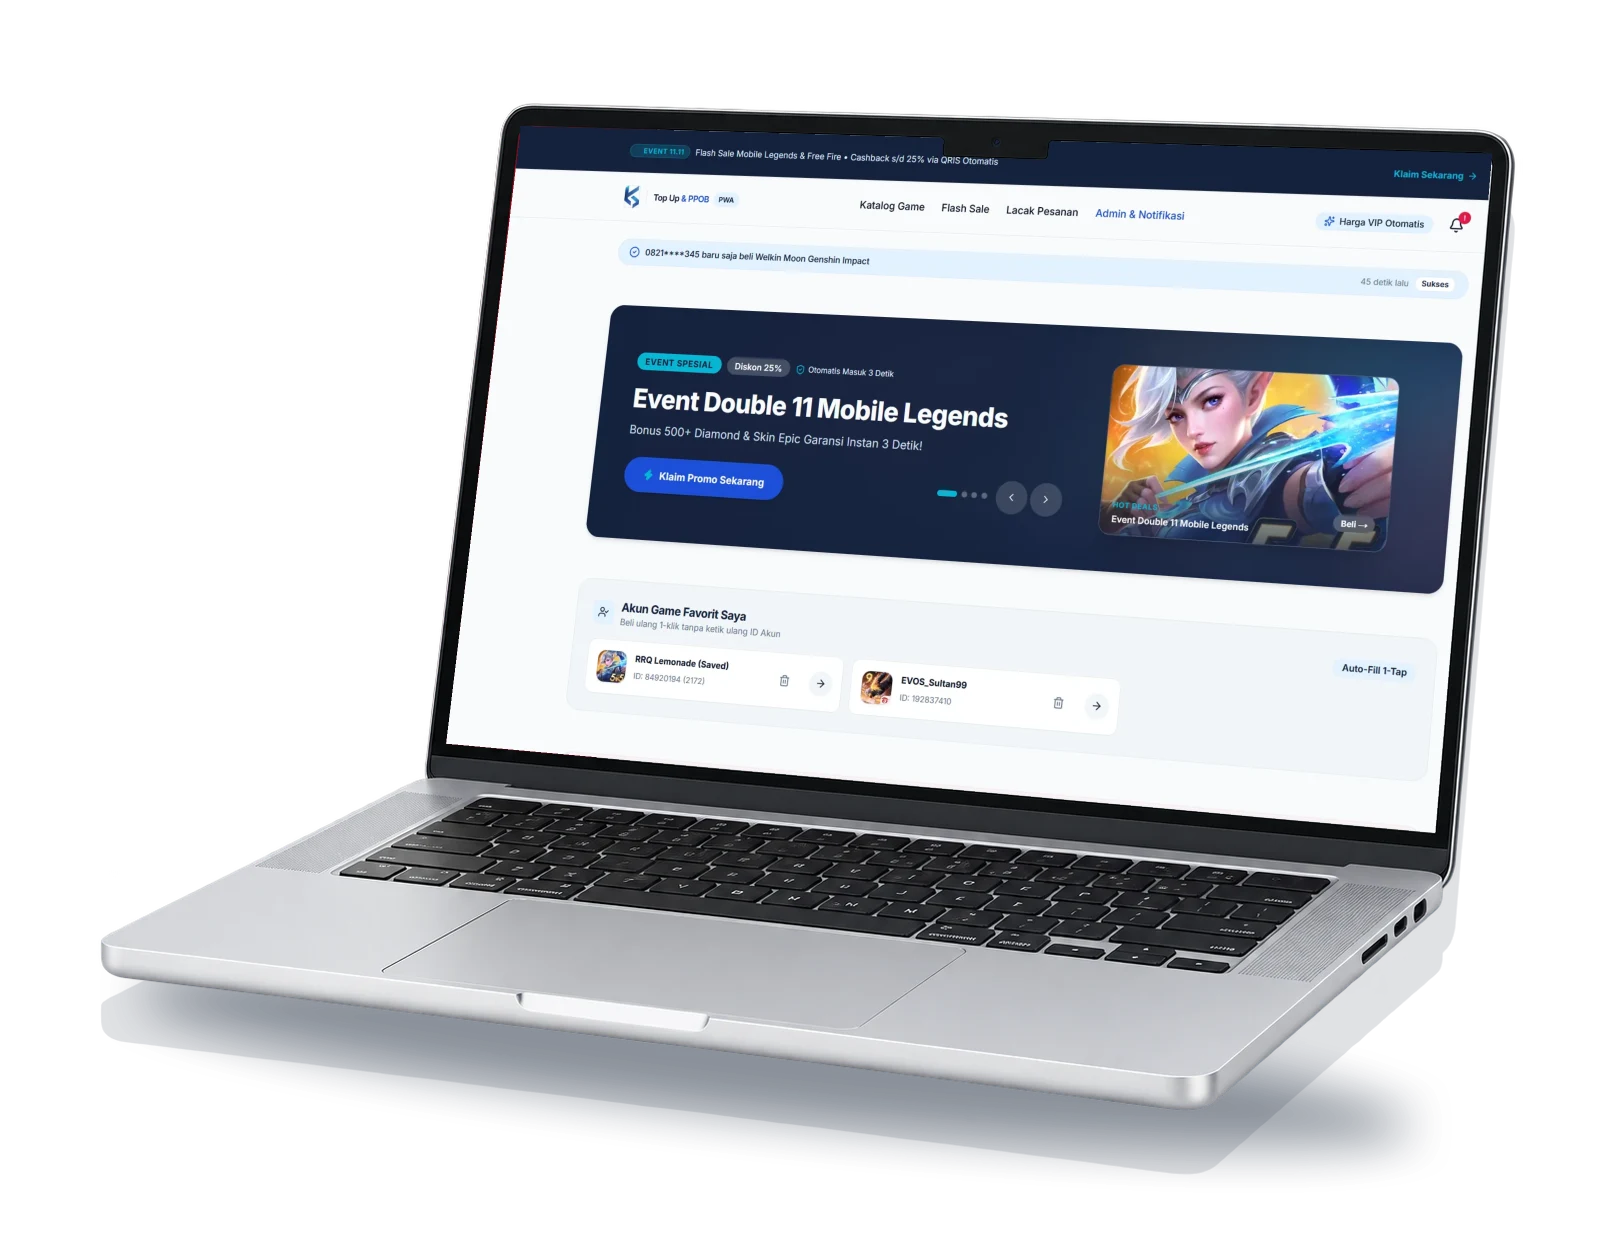 EVENT 11.11
Flash Sale Mobile Legends & Free Fire • Cashback s/d 25% via QRIS Otomatis
Klaim Sekarang →
Top Up & PPOB
PWA
Katalog Game
Flash Sale
Lacak Pesanan
Admin & Notifikasi
Harga VIP Otomatis
0821****345 baru saja beli Welkin Moon Genshin Impact
45 detik lalu
Sukses
EVENT SPESIAL
Diskon 25%
Otomatis Masuk 3 Detik
Event Double 11 Mobile Legends
Bonus 500+ Diamond & Skin Epic Garansi Instan 3 Detik!
Klaim Promo Sekarang
HOT DEALS
Event Double 11 Mobile Legends
Beli →
Akun Game Favorit Saya
Beli ulang 1-klik tanpa ketik ulang ID Akun
Auto-Fill 1-Tap
RRQ Lemonade (Saved)
ID: 84920194 (2172)
EVOS_Sultan99
ID: 192837410